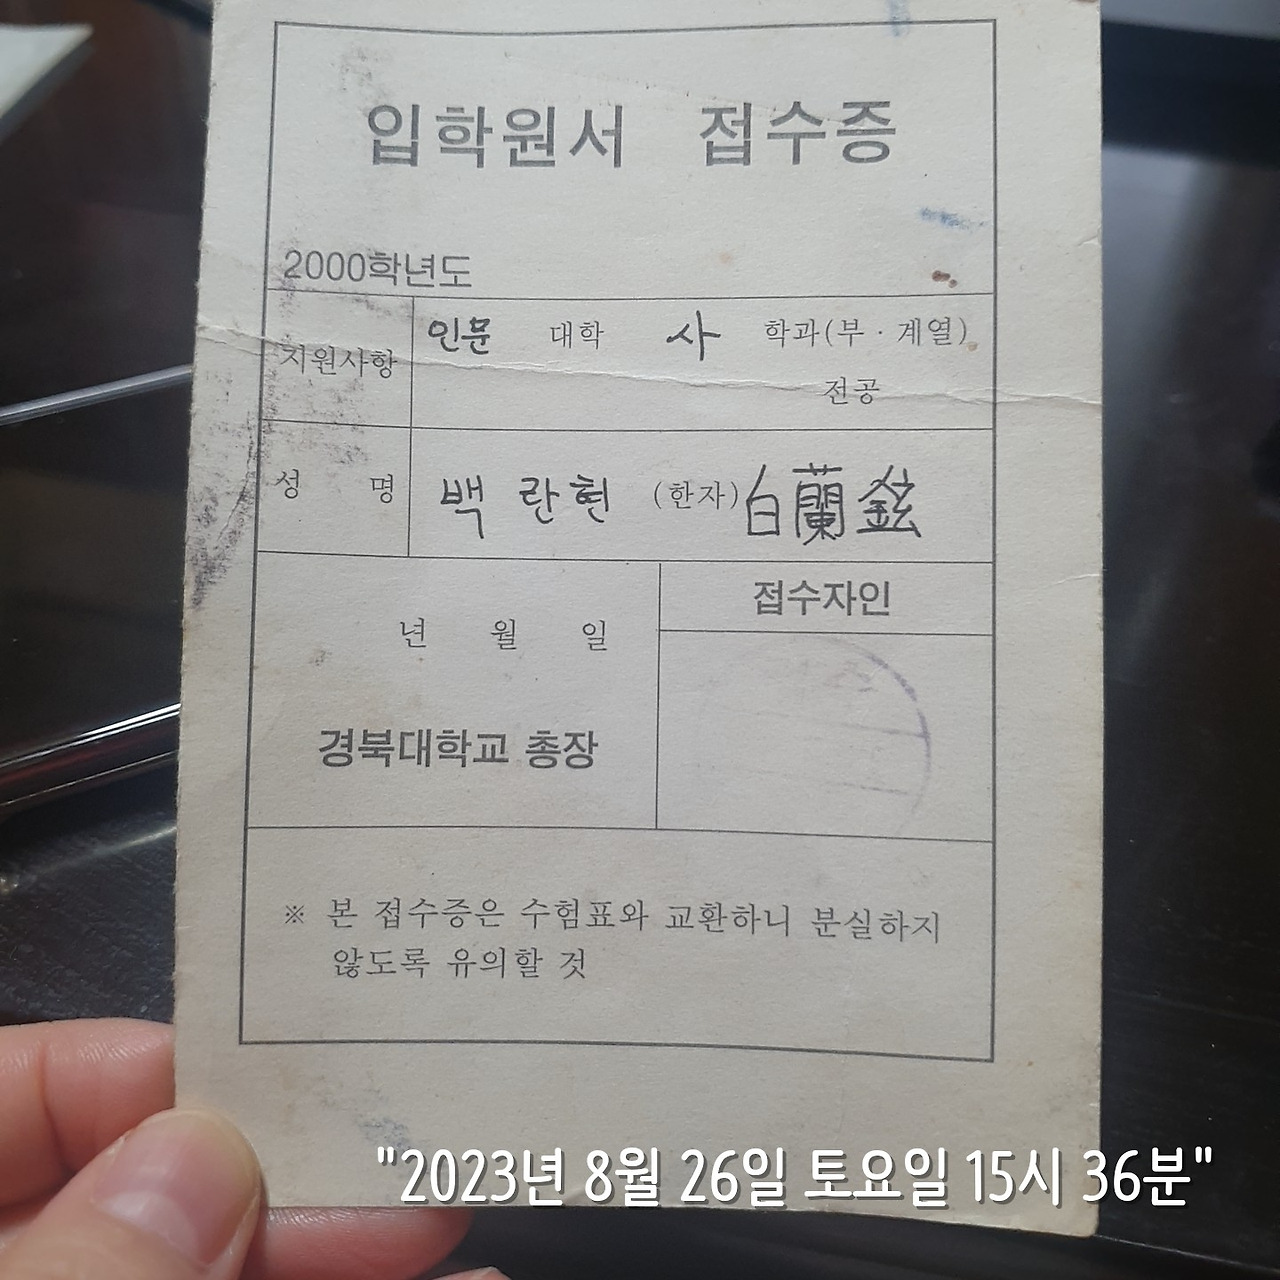 입학원서 접수증
2000학년도
지원사항 인문 대학 사 학과(부·계열)
전공
성 명 백 란 현 (한자) 白蘭鉉
접수자인
년 월 일
경북대학교 총장
※ 본 접수증은 수험표와 교환하니 분실하지
않도록 유의할 것
"2023년 8월 26일 토요일 15시 36분"